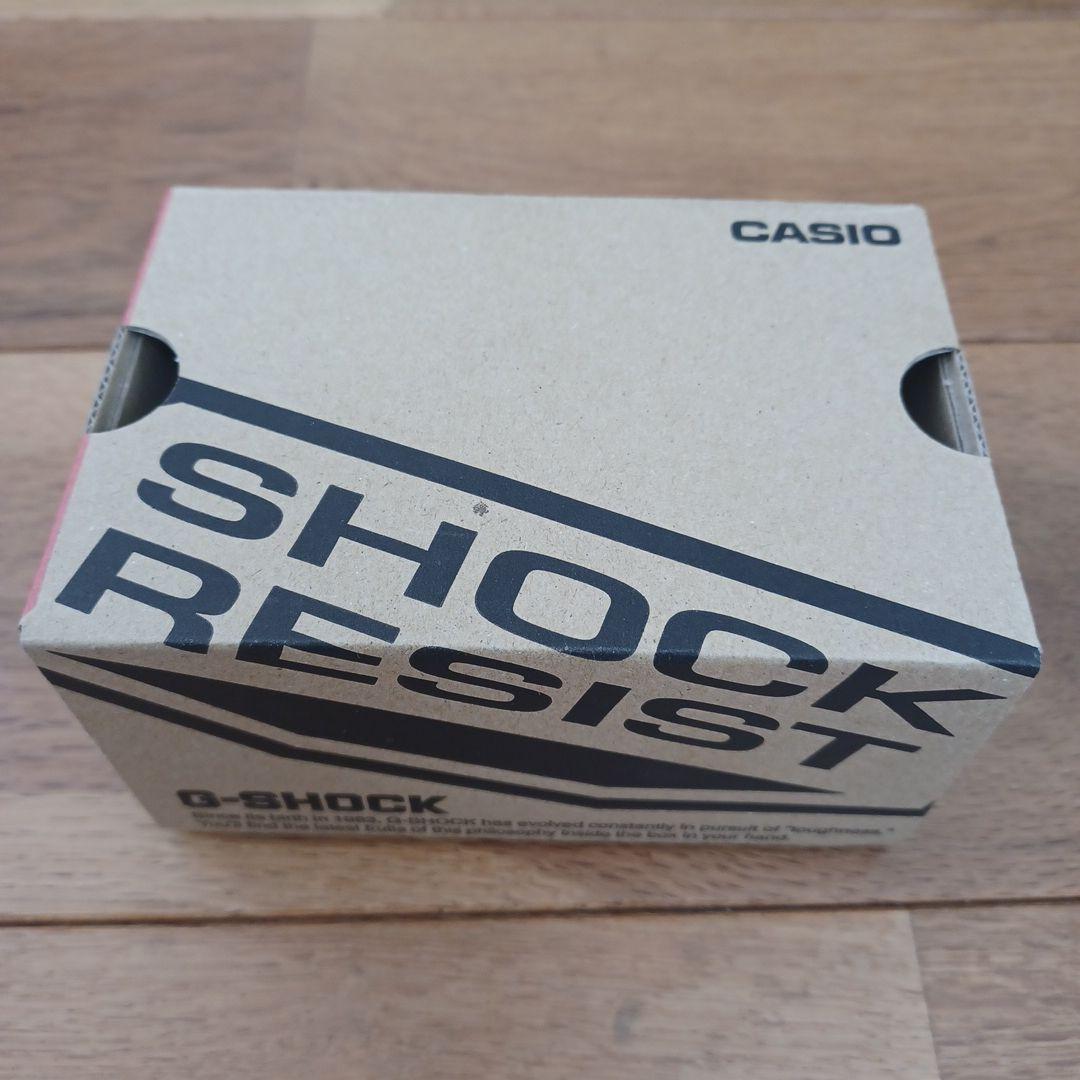 CASIO
SHOCK
RESIST
G-SHOCK
Since its birth in 1983, G-SHOCK has evolved constantly in pursuit of "toughness."
You'll find the latest fruits of this philosophy inside the box in your hand.